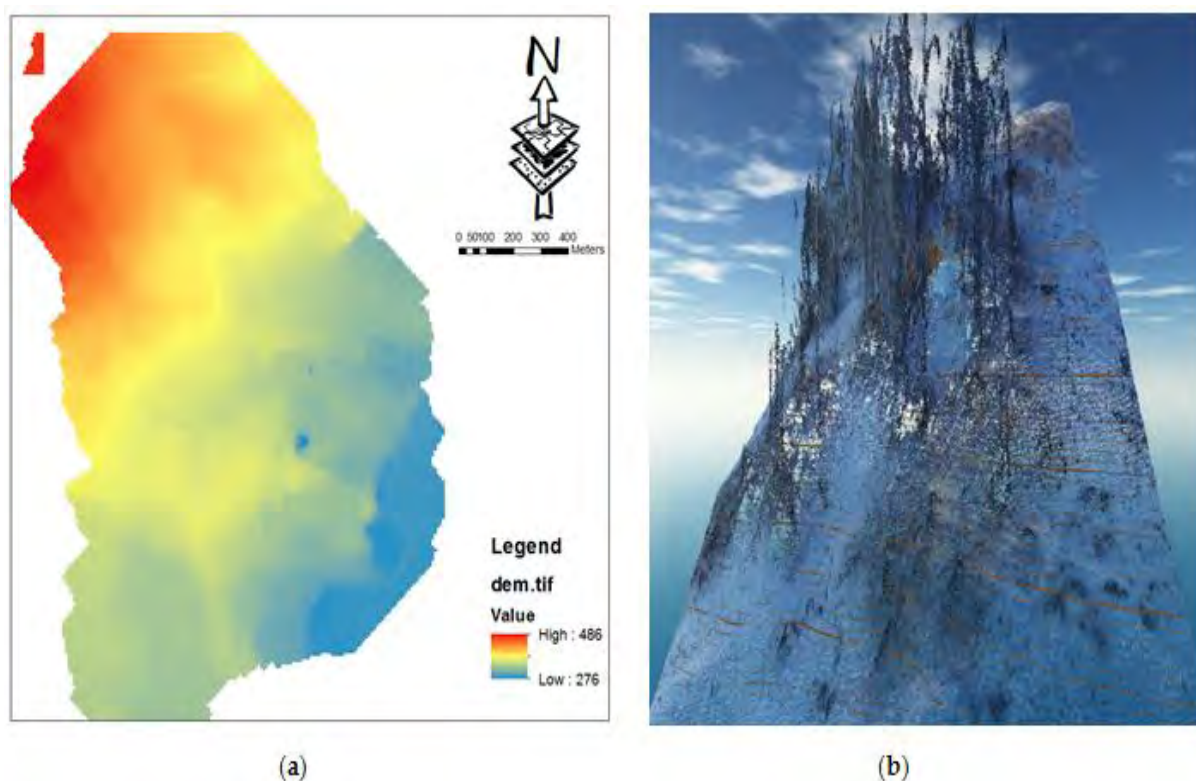 N
0 50100 200 300 400
Meters
Legend
dem.tif
Value
High : 486
Low : 276
(a)
(b)